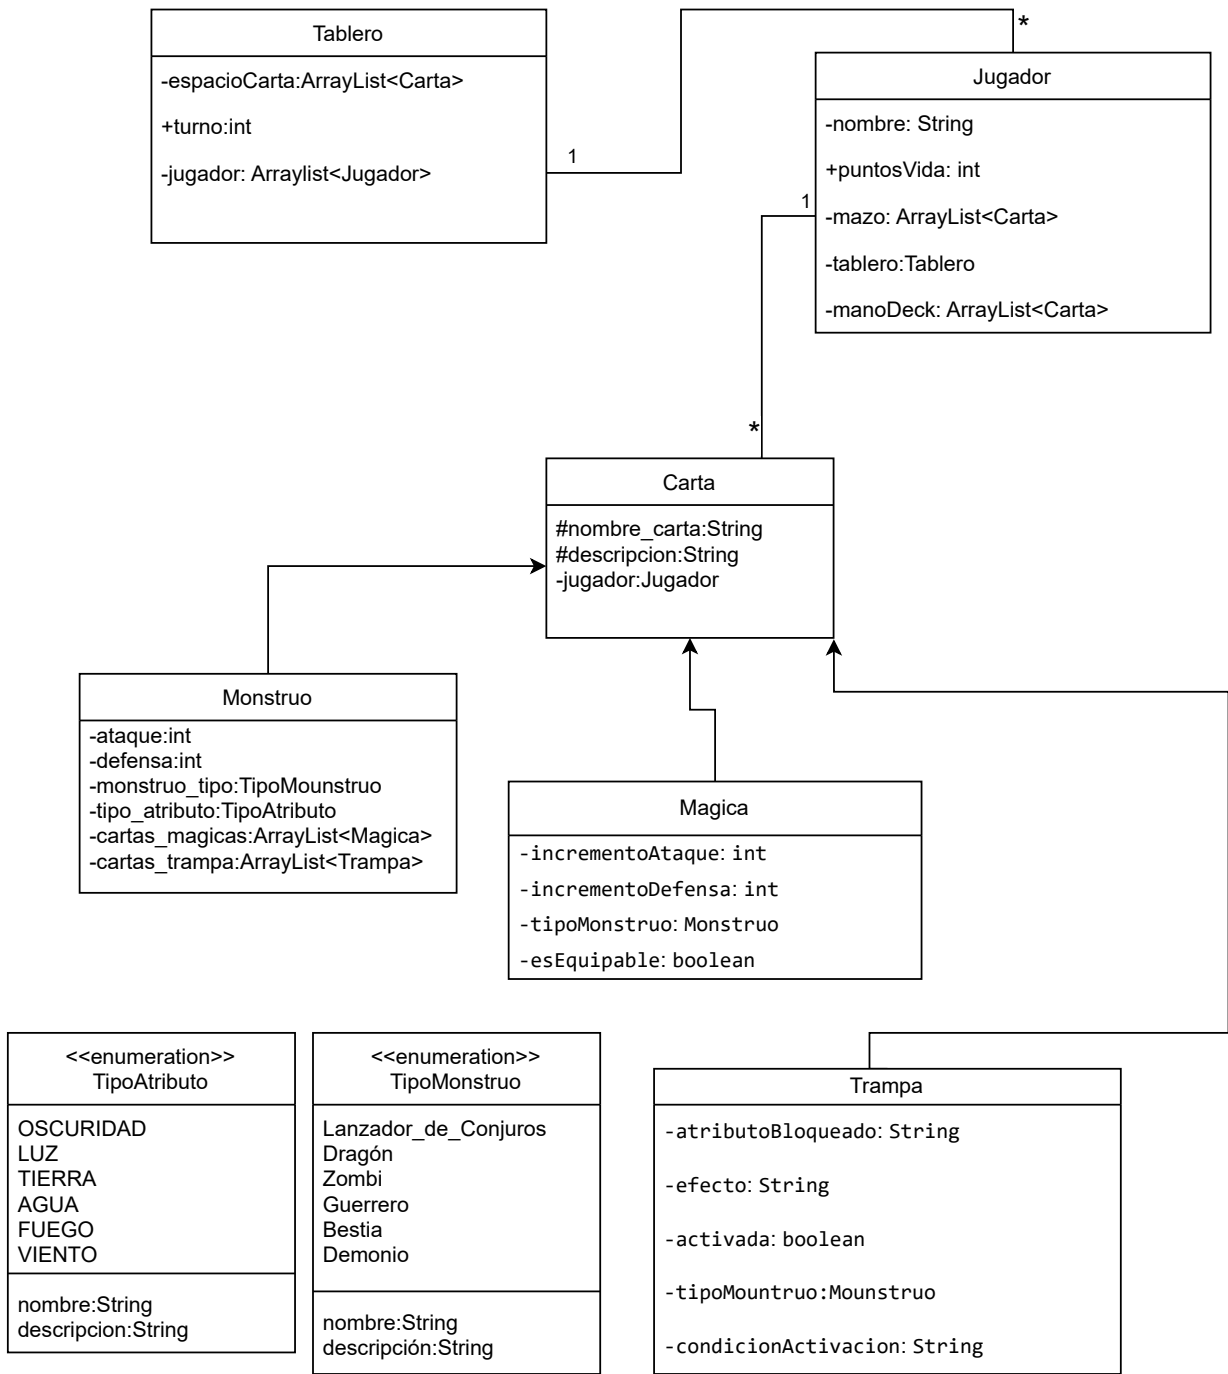 Tablero
-espacioCarta:ArrayList<Carta>
+turno:int
-jugador: Arraylist<Jugador>
1
*
Jugador
-nombre: String
+puntosVida: int
-mazo: ArrayList<Carta>
-tablero:Tablero
-manoDeck: ArrayList<Carta>
1
*
Carta
#nombre_carta:String
#descripcion:String
-jugador:Jugador
Monstruo
-ataque:int
-defensa:int
-monstruo_tipo:TipoMounstruo
-tipo_atributo:TipoAtributo
-cartas_magicas:ArrayList<Magica>
-cartas_trampa:ArrayList<Trampa>
Magica
-incrementoAtaque: int
-incrementoDefensa: int
-tipoMonstruo: Monstruo
-esEquipable: boolean
<<enumeration>>
TipoAtributo
OSCURIDAD
LUZ
TIERRA
AGUA
FUEGO
VIENTO
nombre:String
descripcion:String
<<enumeration>>
TipoMonstruo
Lanzador_de_Conjuros
Dragón
Zombi
Guerrero
Bestia
Demonio
nombre:String
descripción:String
Trampa
-atributoBloqueado: String
-efecto: String
-activada: boolean
-tipoMountruo:Mounstruo
-condicionActivacion: String